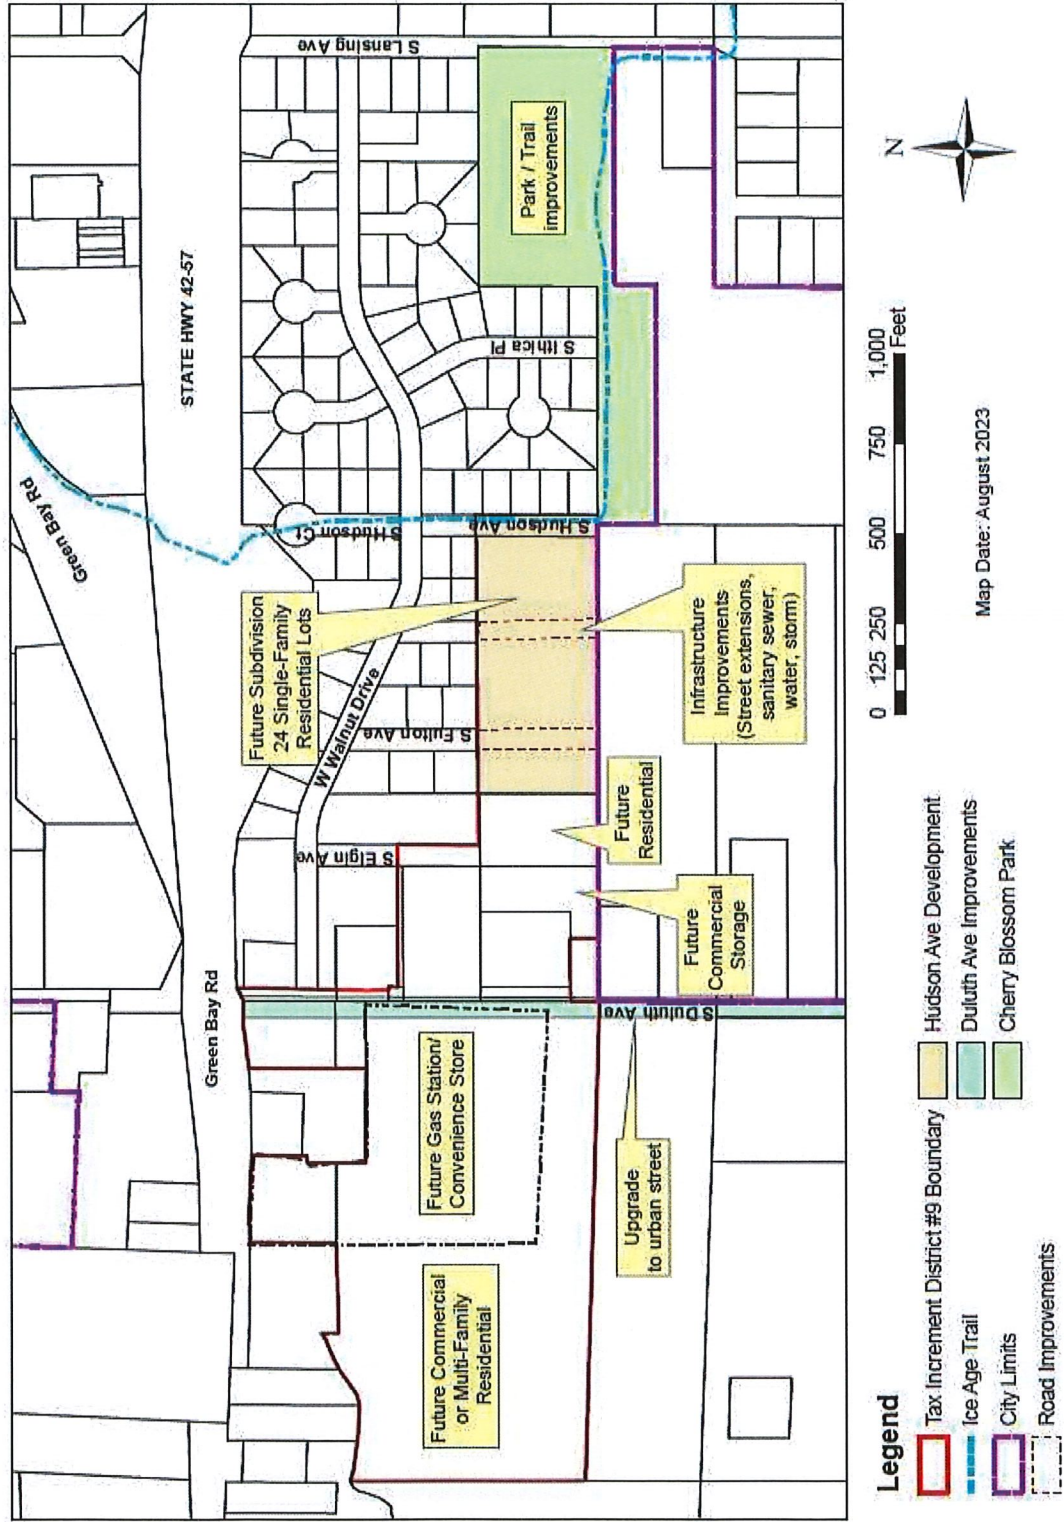 Green Bay Rd
STATE HWY 42-57
S Lansing Ave
Green Bay Rd
Future Subdivision
24 Single-Family
Residential Lots
S Hudson Ct
Park / Trail
improvements
W Walnut Drive
S Elgin Ave
S Fulton Ave
S Hudson Ave
S Ithica Pl
Future Gas Station/
Convenience Store
Future Commercial
or Multi-Family
Residential
S Duluth Ave
Upgrade
to urban street
Future
Commercial
Storage
Future
Residential
Infrastructure
Improvements
(Street extensions,
sanitary sewer,
water, storm)
Legend
Tax Increment District #9 Boundary
Ice Age Trail
City Limits
Road Improvements
Hudson Ave Development
Duluth Ave Improvements
Cherry Blossom Park
0 125 250 500 750 1,000
Feet
Map Date: August 2023
N